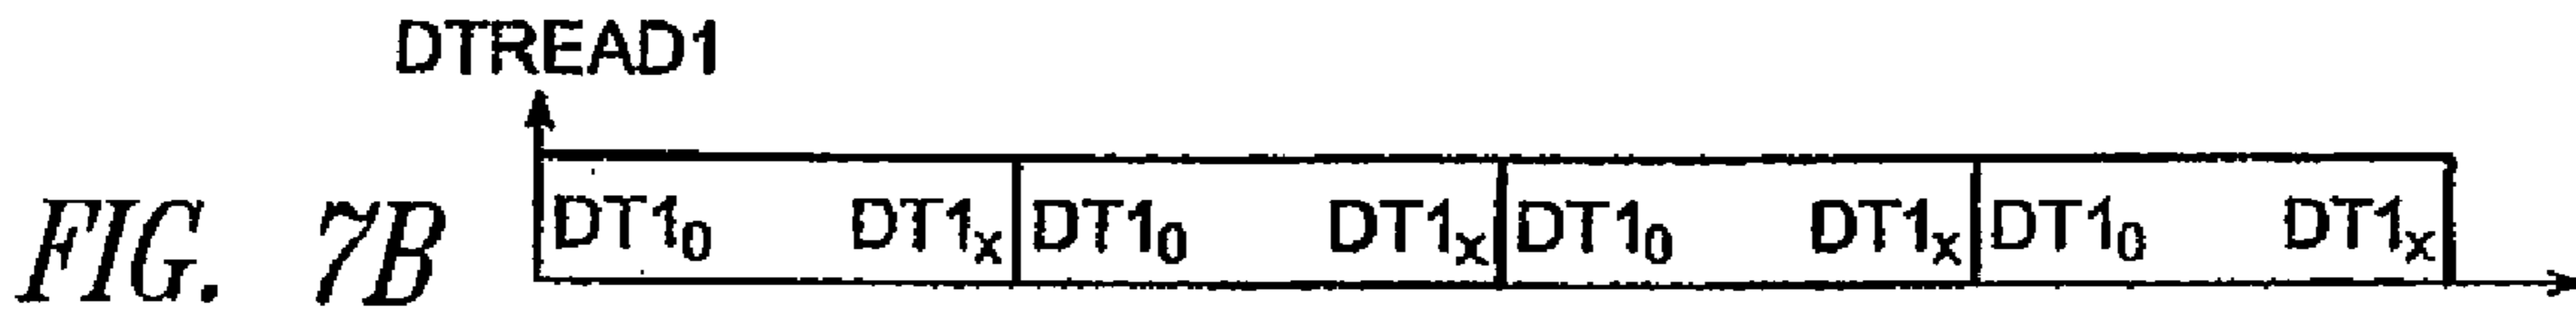 DTREAD1
FIG. 7B DT1₀ DT1ₓ DT1₀ DT1ₓ DT1₀ DT1ₓ DT1₀ DT1ₓ